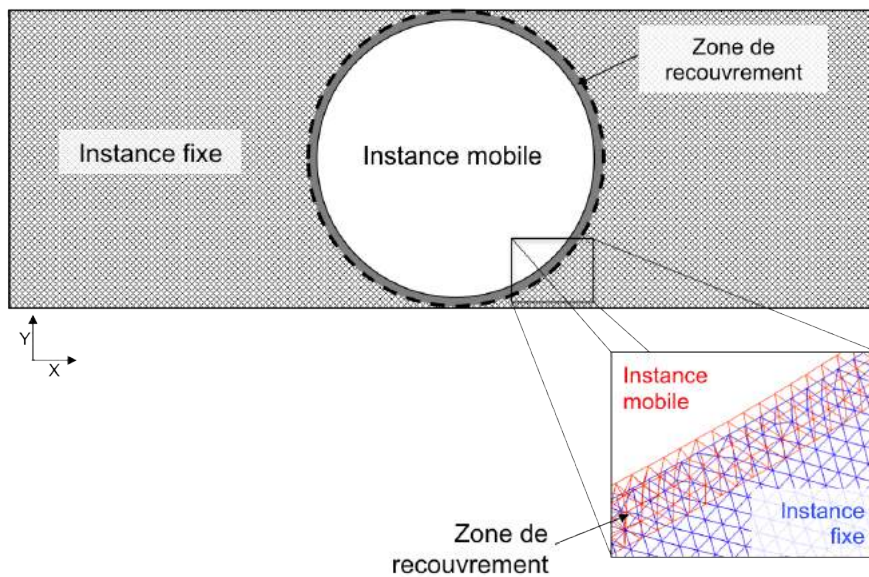 Zone de
recouvrement
Instance fixe
Instance mobile
Y
X
Instance
mobile
Instance
fixe
Zone de
recouvrement